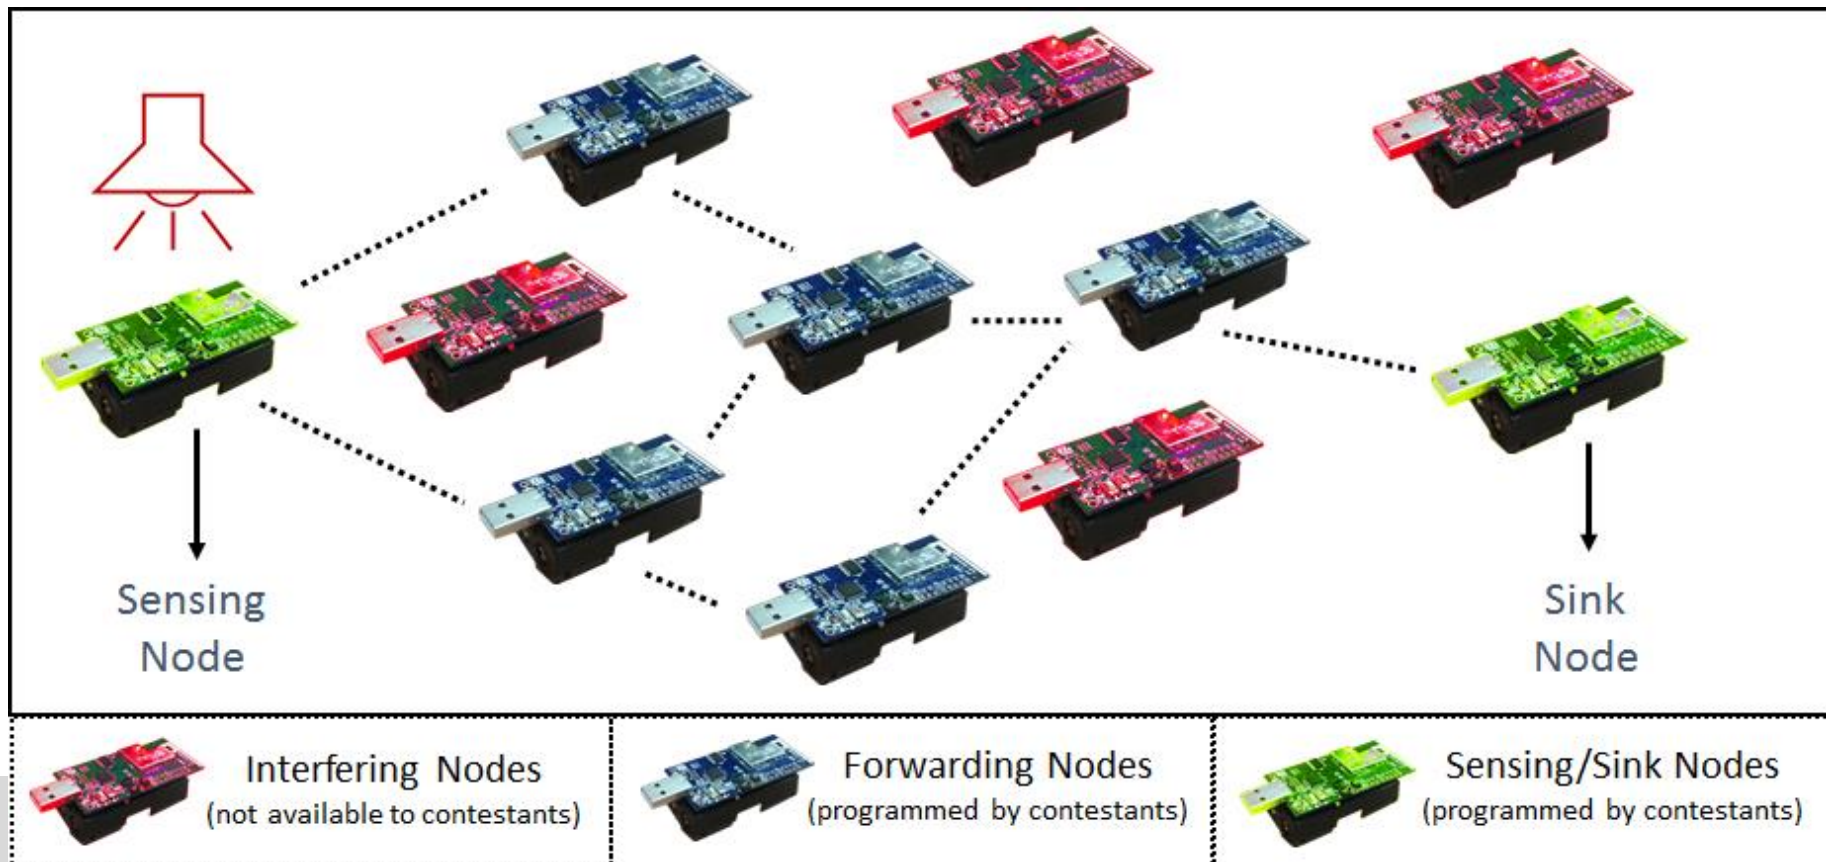 Sensing
Node
Sink
Node
Interfering Nodes
(not available to contestants)
Forwarding Nodes
(programmed by contestants)
Sensing/Sink Nodes
(programmed by contestants)